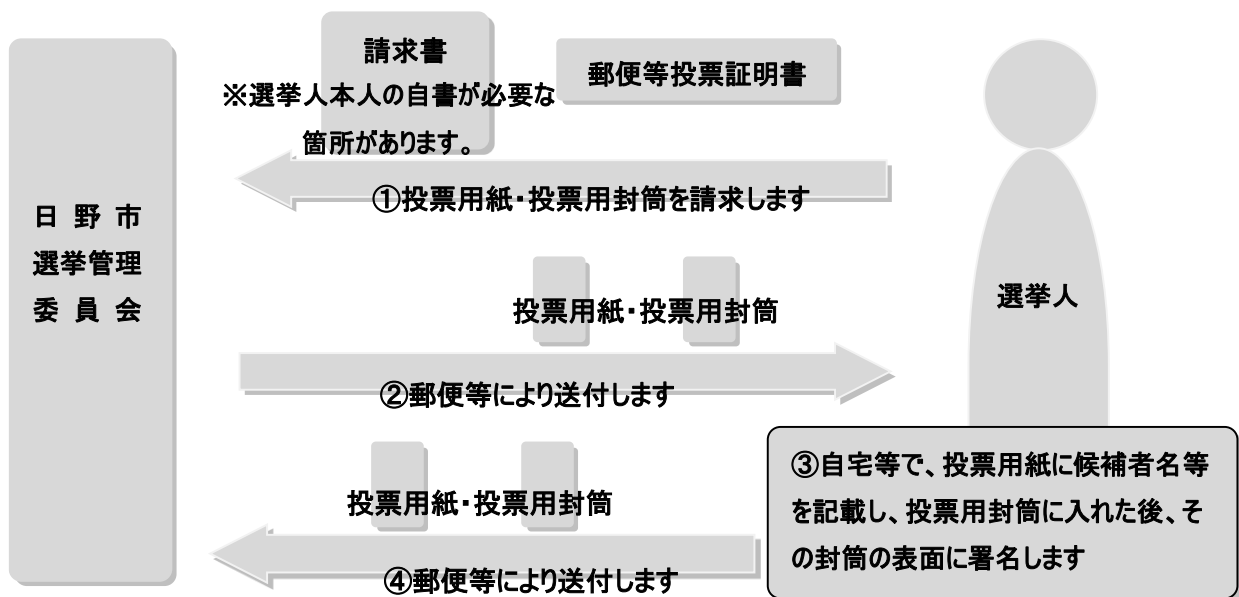 請求書
郵便等投票証明書
※選挙人本人の自書が必要な
箇所があります。
①投票用紙・投票用封筒を請求します
日野市
選挙管理
委員会
選挙人
投票用紙・投票用封筒
②郵便等により送付します
投票用紙・投票用封筒
③自宅等で、投票用紙に候補者名等
を記載し、投票用封筒に入れた後、そ
の封筒の表面に署名します
④郵便等により送付します